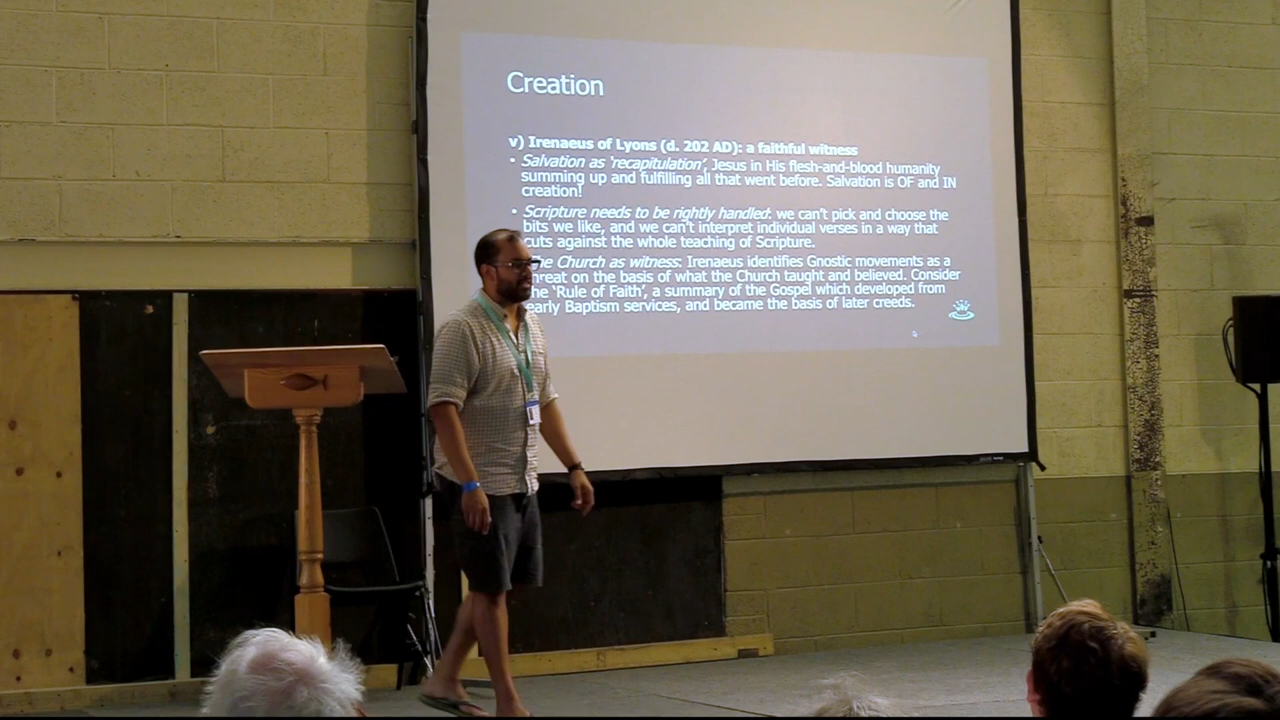 Creation
v) Irenaeus of Lyons (d. 202 AD): a faithful witness
• Salvation as 'recapitulation', Jesus in His flesh-and-blood humanity
summing up and fulfilling all that went before. Salvation is OF and IN
creation!
• Scripture needs to be rightly handled: we can't pick and choose the
bits we like, and we can't interpret individual verses in a way that
cuts against the whole teaching of Scripture.
Church as witness: Irenaeus identifies Gnostic movements as a
on the basis of what the Church taught and believed. Consider
'Rule of Faith', a summary of the Gospel which developed from
early Baptism services, and became the basis of later creeds.